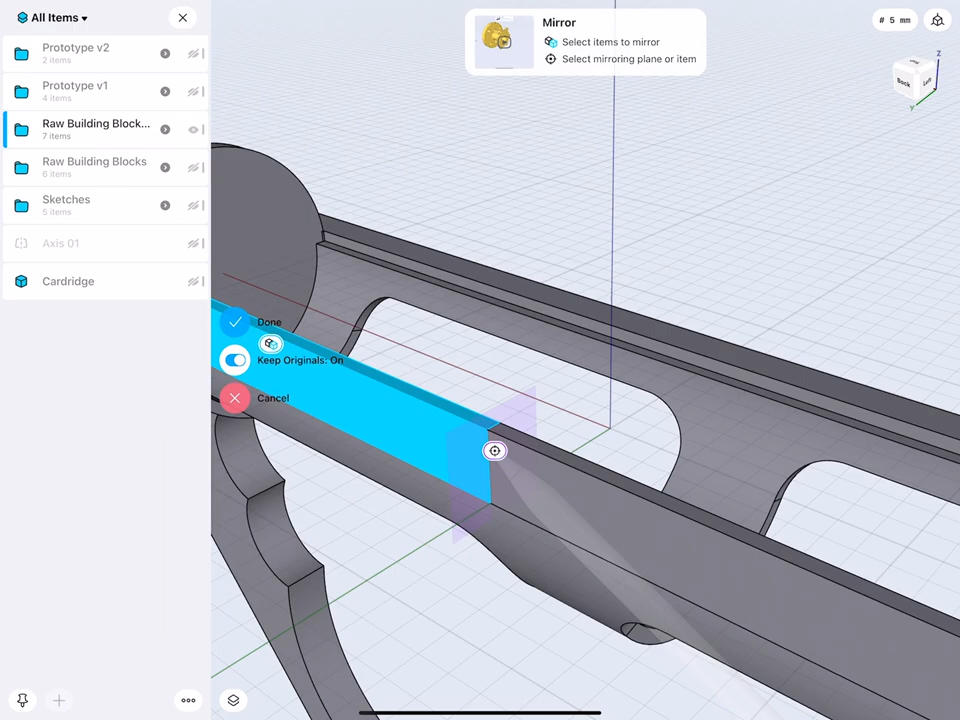 All Items
Prototype v2
2 items
Prototype v1
4 items
Raw Building Block...
7 items
Raw Building Blocks
6 items
Sketches
5 items
Axis 01
Cardridge
Mirror
Select items to mirror
Select mirroring plane or item
# 5 mm
Z
Back
Left
Y
Done
Keep Originals: On
Cancel